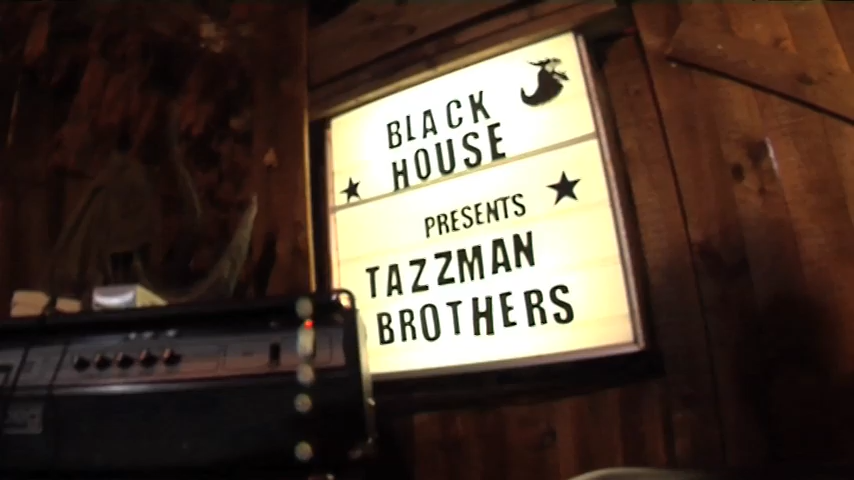 BLACK
HOUSE
PRESENTS
TAZZMAN
BROTHERS